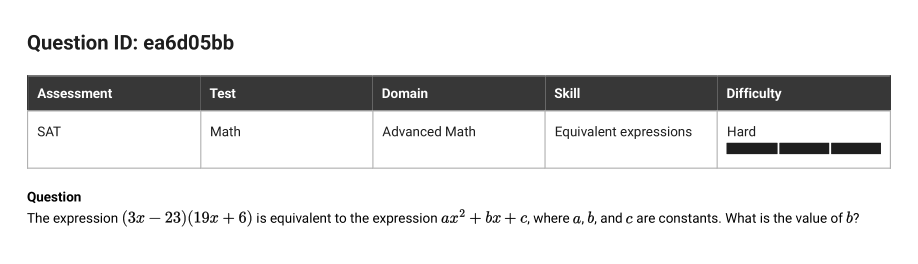 Question ID: ea6d05bb
Assessment Test Domain Skill Difficulty
SAT Math Advanced Math Equivalent expressions Hard
Question
The expression (3x − 23)(19x + 6) is equivalent to the expression ax² + bx + c, where a, b, and c are constants. What is the value of b?